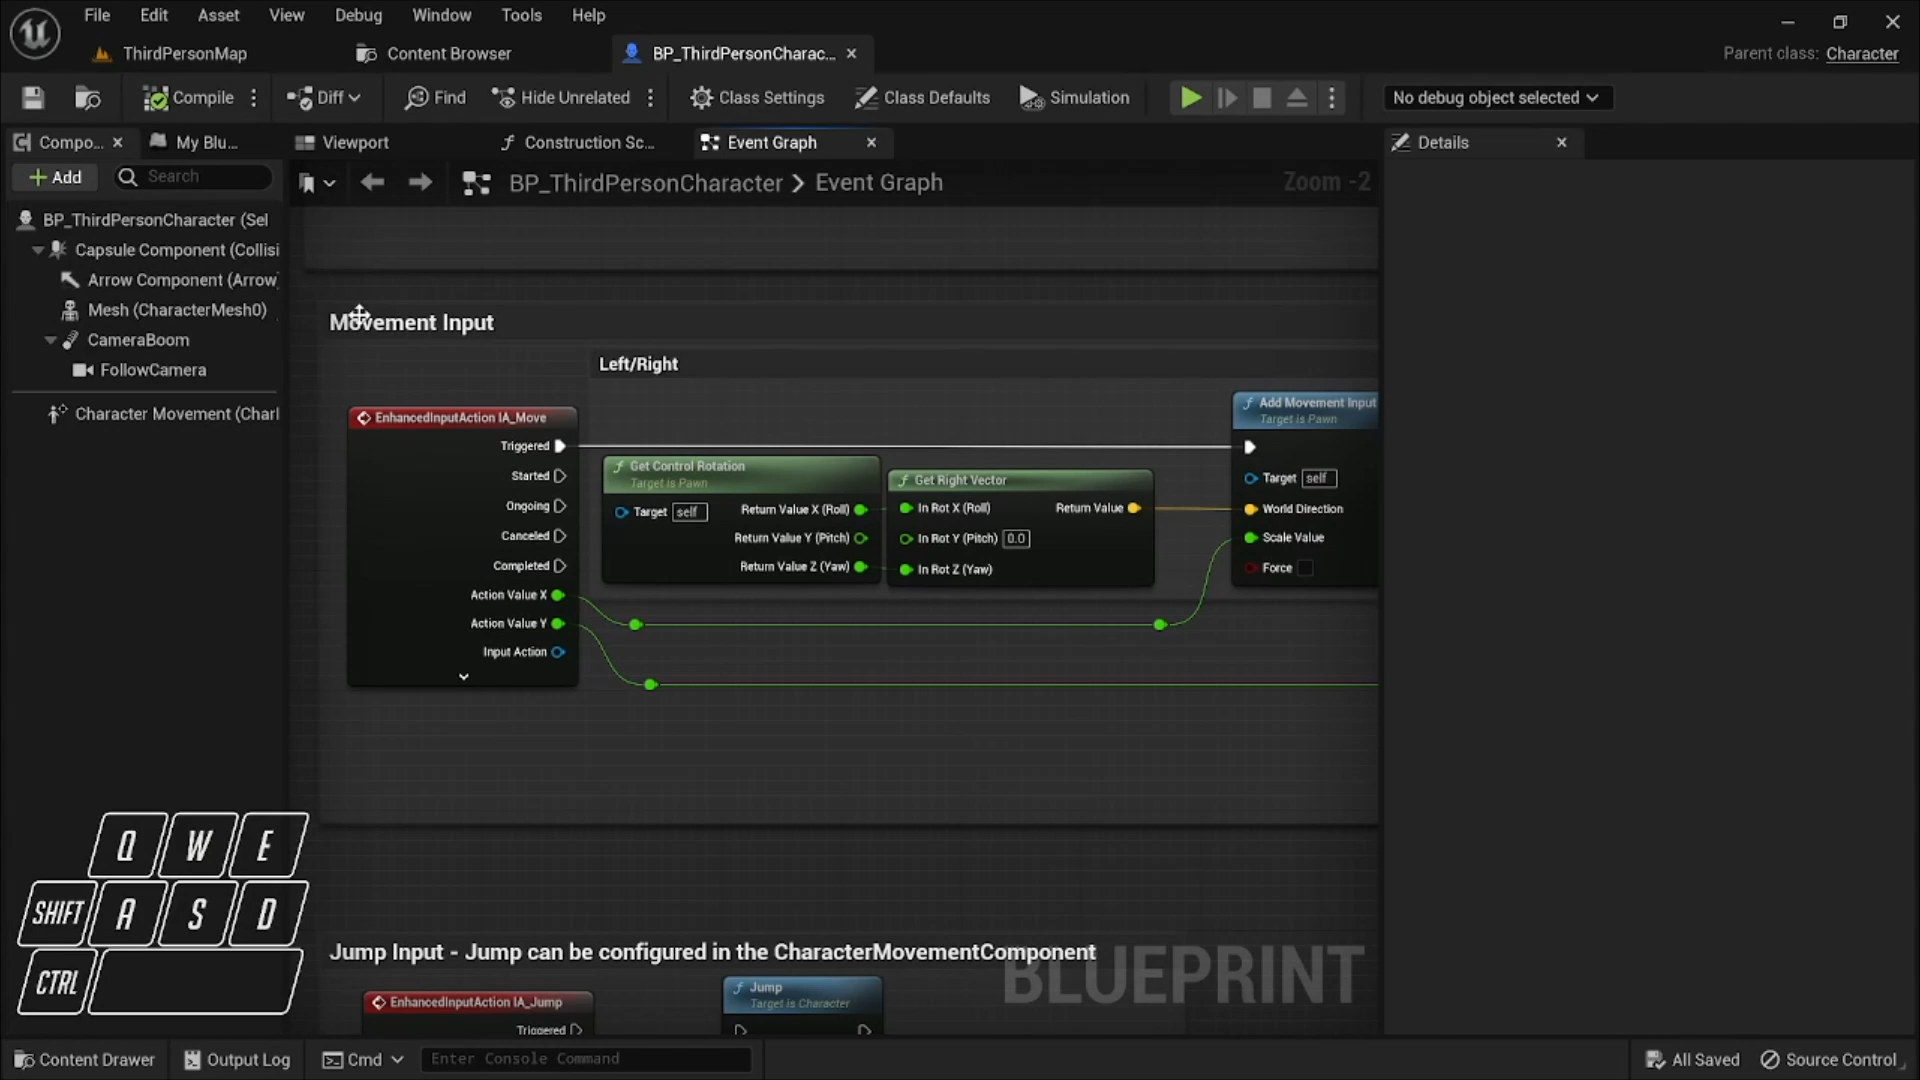 File Edit Asset View Debug Window Tools Help
ThirdPersonMap Content Browser BP_ThirdPersonCharac... Parent class: Character
Compile Diff Find Hide Unrelated Class Settings Class Defaults Simulation No debug object selected
Compo... My Blu... Viewport Construction Sc... Event Graph Details
Add Search BP_ThirdPersonCharacter > Event Graph Zoom -2
BP_ThirdPersonCharacter (Sel
Capsule Component (Collisi
Arrow Component (Arrow
Mesh (CharacterMesh0)
CameraBoom
FollowCamera
Character Movement (Charl
Movement Input
Left/Right
EnhancedInputAction IA_Move
Triggered
Started
Ongoing
Canceled
Completed
Action Value X
Action Value Y
Input Action
Get Control Rotation
Target is Pawn
Target self Return Value X (Roll)
Return Value Y (Pitch)
Return Value Z (Yaw)
Get Right Vector
In Rot X (Roll) Return Value
In Rot Y (Pitch) 0.0
In Rot Z (Yaw)
Add Movement Input
Target is Pawn
Target self
World Direction
Scale Value
Force
Jump Input - Jump can be configured in the CharacterMovementComponent
BLUEPRINT
EnhancedInputAction IA_Jump
Triggered
Jump
Target is Character
Q W E
SHIFT A S D
CTRL
Content Drawer Output Log Cmd Enter Console Command All Saved Source Control